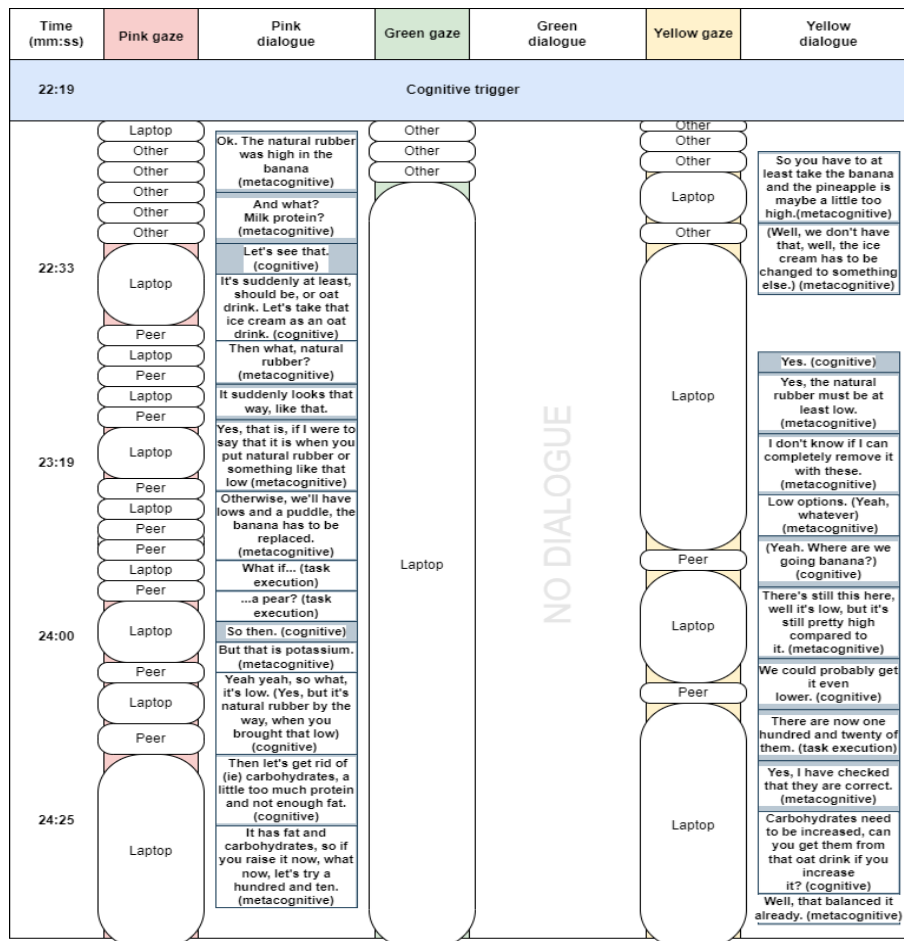 Time
(mm:ss)
Pink gaze
Pink
dialogue
Green gaze
Green
dialogue
Yellow gaze
Yellow
dialogue
22:19
Cognitive trigger
22:33
23:19
24:00
24:25
Laptop
Other
Other
Other
Other
Other
Laptop
Peer
Laptop
Peer
Laptop
Peer
Laptop
Peer
Laptop
Peer
Peer
Laptop
Peer
Laptop
Peer
Laptop
Peer
Laptop
Ok. The natural rubber
was high in the
banana
(metacognitive)
And what?
Milk protein?
(metacognitive)
Let's see that.
(cognitive)
It's suddenly at least,
should be, or oat
drink. Let's take that
ice cream as an oat
drink. (cognitive)
Then what, natural
rubber?
(metacognitive)
It suddenly looks that
way, like that.
Yes, that is, if I were to
say that it is when you
put natural rubber or
something like that
low (metacognitive)
Otherwise, we'll have
lows and a puddle, the
banana has to be
replaced.
(metacognitive)
What if... (task
execution)
...a pear? (task
execution)
So then. (cognitive)
But that is potassium.
(metacognitive)
Yeah yeah, so what,
it's low. (Yes, but it's
natural rubber by the
way, when you
brought that low)
(cognitive)
Then let's get rid of
(ie) carbohydrates, a
little too much protein
and not enough fat.
(cognitive)
It has fat and
carbohydrates, so if
you raise it now, what
now, let's try a
hundred and ten.
(metacognitive)
Other
Other
Other
Laptop
NO DIALOGUE
Other
Other
Other
Laptop
Other
Laptop
Peer
Laptop
Peer
Laptop
So you have to at
least take the banana
and the pineapple is
maybe a little too
high.(metacognitive)
(Well, we don't have
that, well, the ice
cream has to be
changed to something
else.) (metacognitive)
Yes. (cognitive)
Yes, the natural
rubber must be at
least low.
(metacognitive)
I don't know if I can
completely remove it
with these.
(metacognitive)
Low options. (Yeah,
whatever)
(metacognitive)
(Yeah. Where are we
going banana?)
(cognitive)
There's still this here,
well it's low, but it's
still pretty high
compared to
it. (metacognitive)
We could probably get
it even
lower. (cognitive)
There are now one
hundred and twenty of
them. (task execution)
Yes, I have checked
that they are correct.
(metacognitive)
Carbohydrates need
to be increased, can
you get them from
that oat drink if you
increase
it? (cognitive)
Well, that balanced it
already. (metacognitive)